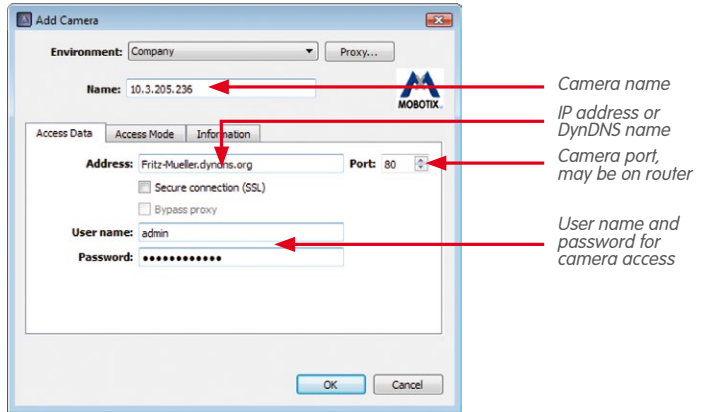 Add Camera
Environment: Company Proxy...
Name: 10.3.205.236
MOBOTIX
Camera name
IP address or
DynDNS name
Access Data Access Mode Information
Address: Fritz-Mueller.dyndns.org Port: 80
Camera port,
may be on router
Secure connection (SSL)
Bypass proxy
User name: admin
Password: ●●●●●●●●●●●●
User name and
password for
camera access
OK Cancel